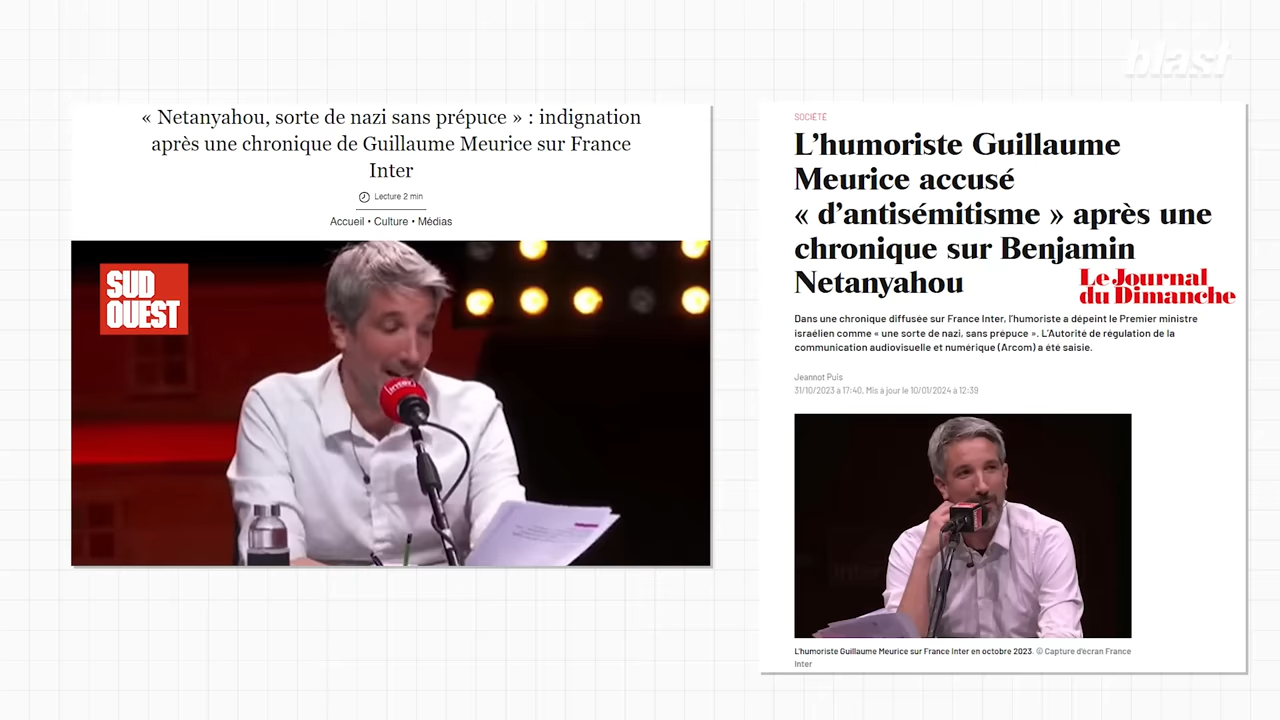 blast
« Netanyahou, sorte de nazi sans prépuce » : indignation
après une chronique de Guillaume Meurice sur France
Inter
Lecture 2 min
Accueil • Culture • Médias
SUD
OUEST
inter
SOCIÉTÉ
L'humoriste Guillaume
Meurice accusé
« d'antisémitisme » après une
chronique sur Benjamin
Netanyahou
Le Journal
du Dimanche
Dans une chronique diffusée sur France Inter, l'humoriste a dépeint le Premier ministre
israélien comme « une sorte de nazi, sans prépuce ». L'Autorité de régulation de la
communication audiovisuelle et numérique (Arcom) a été saisie.
Jeannot Puis
31/10/2023 à 17:40, Mis à jour le 10/01/2024 à 12:39
L'humoriste Guillaume Meurice sur France Inter en octobre 2023. © Capture d'écran France
Inter